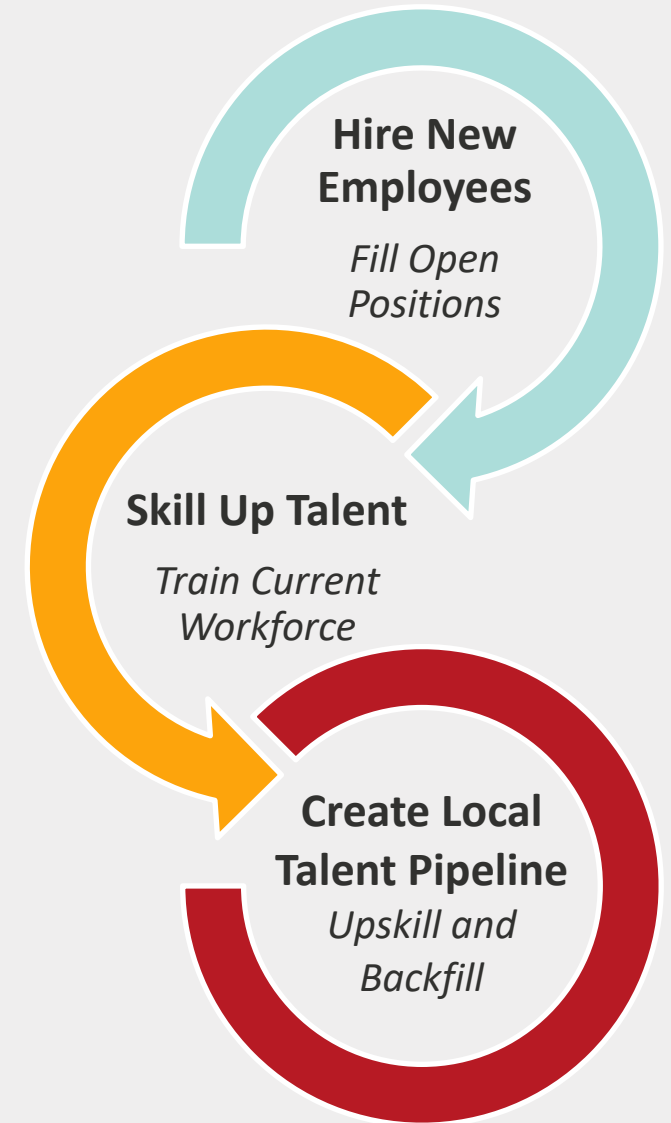 Hire New
Employees
Fill Open
Positions
Skill Up Talent
Train Current
Workforce
Create Local
Talent Pipeline
Upskill and
Backfill